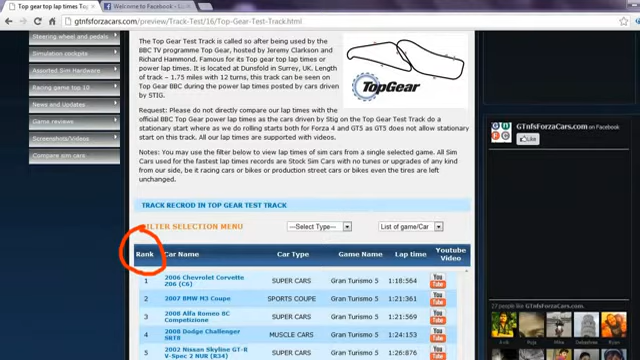 Top gear top lap times Top
Facebook
gtnfsforzacars.com/preview/Track-Test/16/Top-Gear-Test-Track.html
Steering wheel and pedals
Simulation cockpits
Assorted Sim Hardware
Racing game top 10
News and updates
Game reviews
Screenshots/Videos
Compare sim cars
The Top Gear Test Track is called so after being used by the
BBC TV programme Top Gear, hosted by Jeremy Clarkson and
Richard Hammond. Famous for its Top gear top lap times or
power lap times. It is located at Dunsfold in Surrey, UK. Length
of track - 1.75 miles with 12 turns, this track can be seen on
Top Gear BBC during the power lap times posted by cars driven
by STIG.
TopGear
Request: Please do not directly compare our lap times with the
official BBC Top Gear power lap times as the cars driven by Stig on the Top Gear Test Track do a
stationary start where as we do rolling starts both for Forza 4 and GT5 as GT5 does not allow stationary
start on this track. All our lap times are supported with videos.
Notes: You may use the filter below to view lap times of sim cars from a single selected game. All Sim
Cars used for the fastest lap times records are Stock Sim Cars with no tunes or upgrades of any kind
from our side, be it racing cars or bikes or production street cars or bikes even the tires are left
unchanged.
TRACK RECROD IN TOP GEAR TEST TRACK
FILTER SELECTION MENU
---Select Type---
List of game/Car
Rank Car Name Car Type Game Name Lap time Youtube Video
1 2006 Chevrolet Corvette Z06 (C6) SUPER CARS Gran Turismo 5 1:18:564 You Tube
2 2007 BMW M3 Coupe SPORTS COUPE Gran Turismo 5 1:21:361 You Tube
3 2008 Alfa Romeo 8C Competizione SUPER CARS Gran Turismo 5 1:21:317 You Tube
4 2008 Dodge Challenger SRT8 MUSCLE CARS Gran Turismo 5 1:24:153 You Tube
5 2002 Nissan Skyline GT-R V-Spec 2 NUR (R34) Gran Turismo 5 1:26:876 You Tube
GTnfsForzaCars.com on Facebook
Like
27 people like GTnfsForzaCars.com